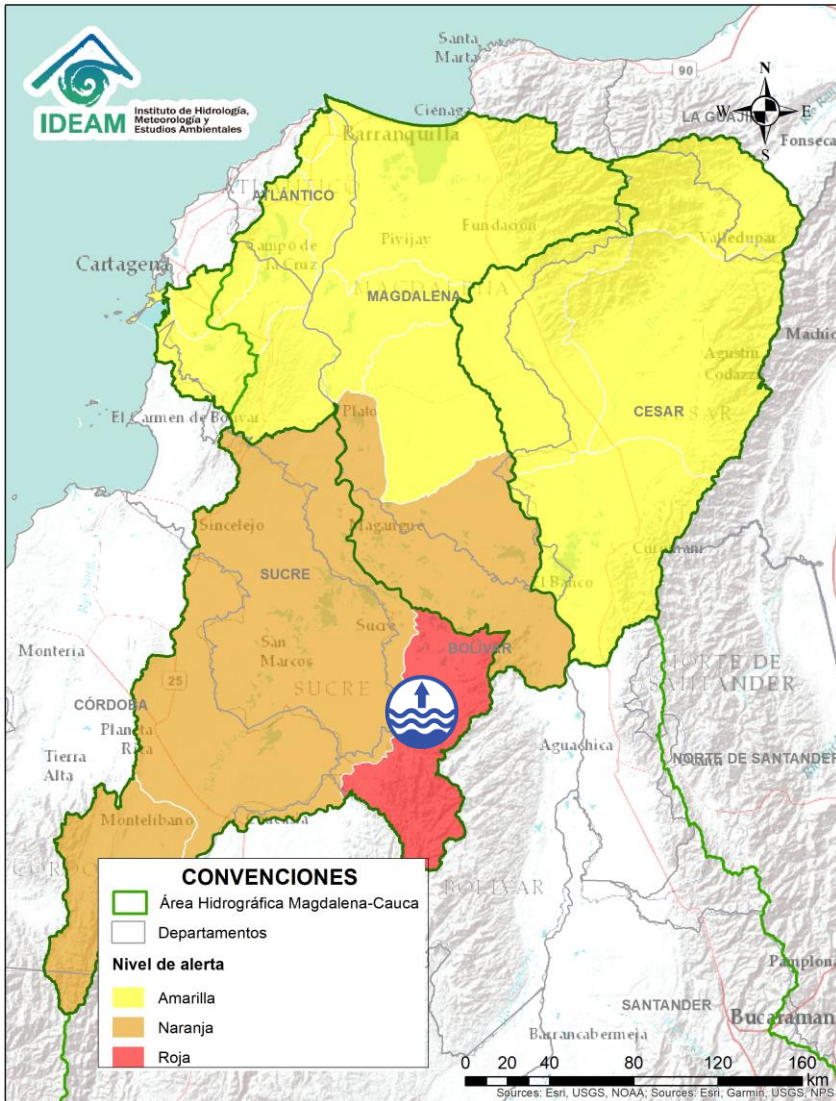 IDEAM
Instituto de Hidrología,
Meteorología y
Estudios Ambientales
Santa
Marta
90
N
W
E
S
Ciénaga
LA GUAJIRA
Fonseca
Barranquilla
ATLÁNTICO
Fundación
Pivijay
Valledupar
Campo de
la Cruz
Cartagena
MAGDALENA
MAGDALENA
Agustín
Codazzi
CESAR
El Carmen de Bolívar
Plato
Sincelejo
Magangue
SUCRE
El Banco
Sucre
San
Marcos
SUCRE
BOLÍVAR
Montería
25
CÓRDOBA
Planeta
Rica
Tierra
Alta
NORTE DE
SANTANDER
Aguachica
NORTE DE SANTANDER
Montelíbano
BOLÍVAR
CONVENCIONES
Área Hidrográfica Magdalena-Cauca
Departamentos
Nivel de alerta
Amarilla
Naranja
Roja
Pamplona
SANTANDER
Bucaraman
Barrancabermeja
0 20 40 80 120 160
km
Sources: Esri, USGS, NOAA; Sources: Esri, Garmin, USGS, NPS